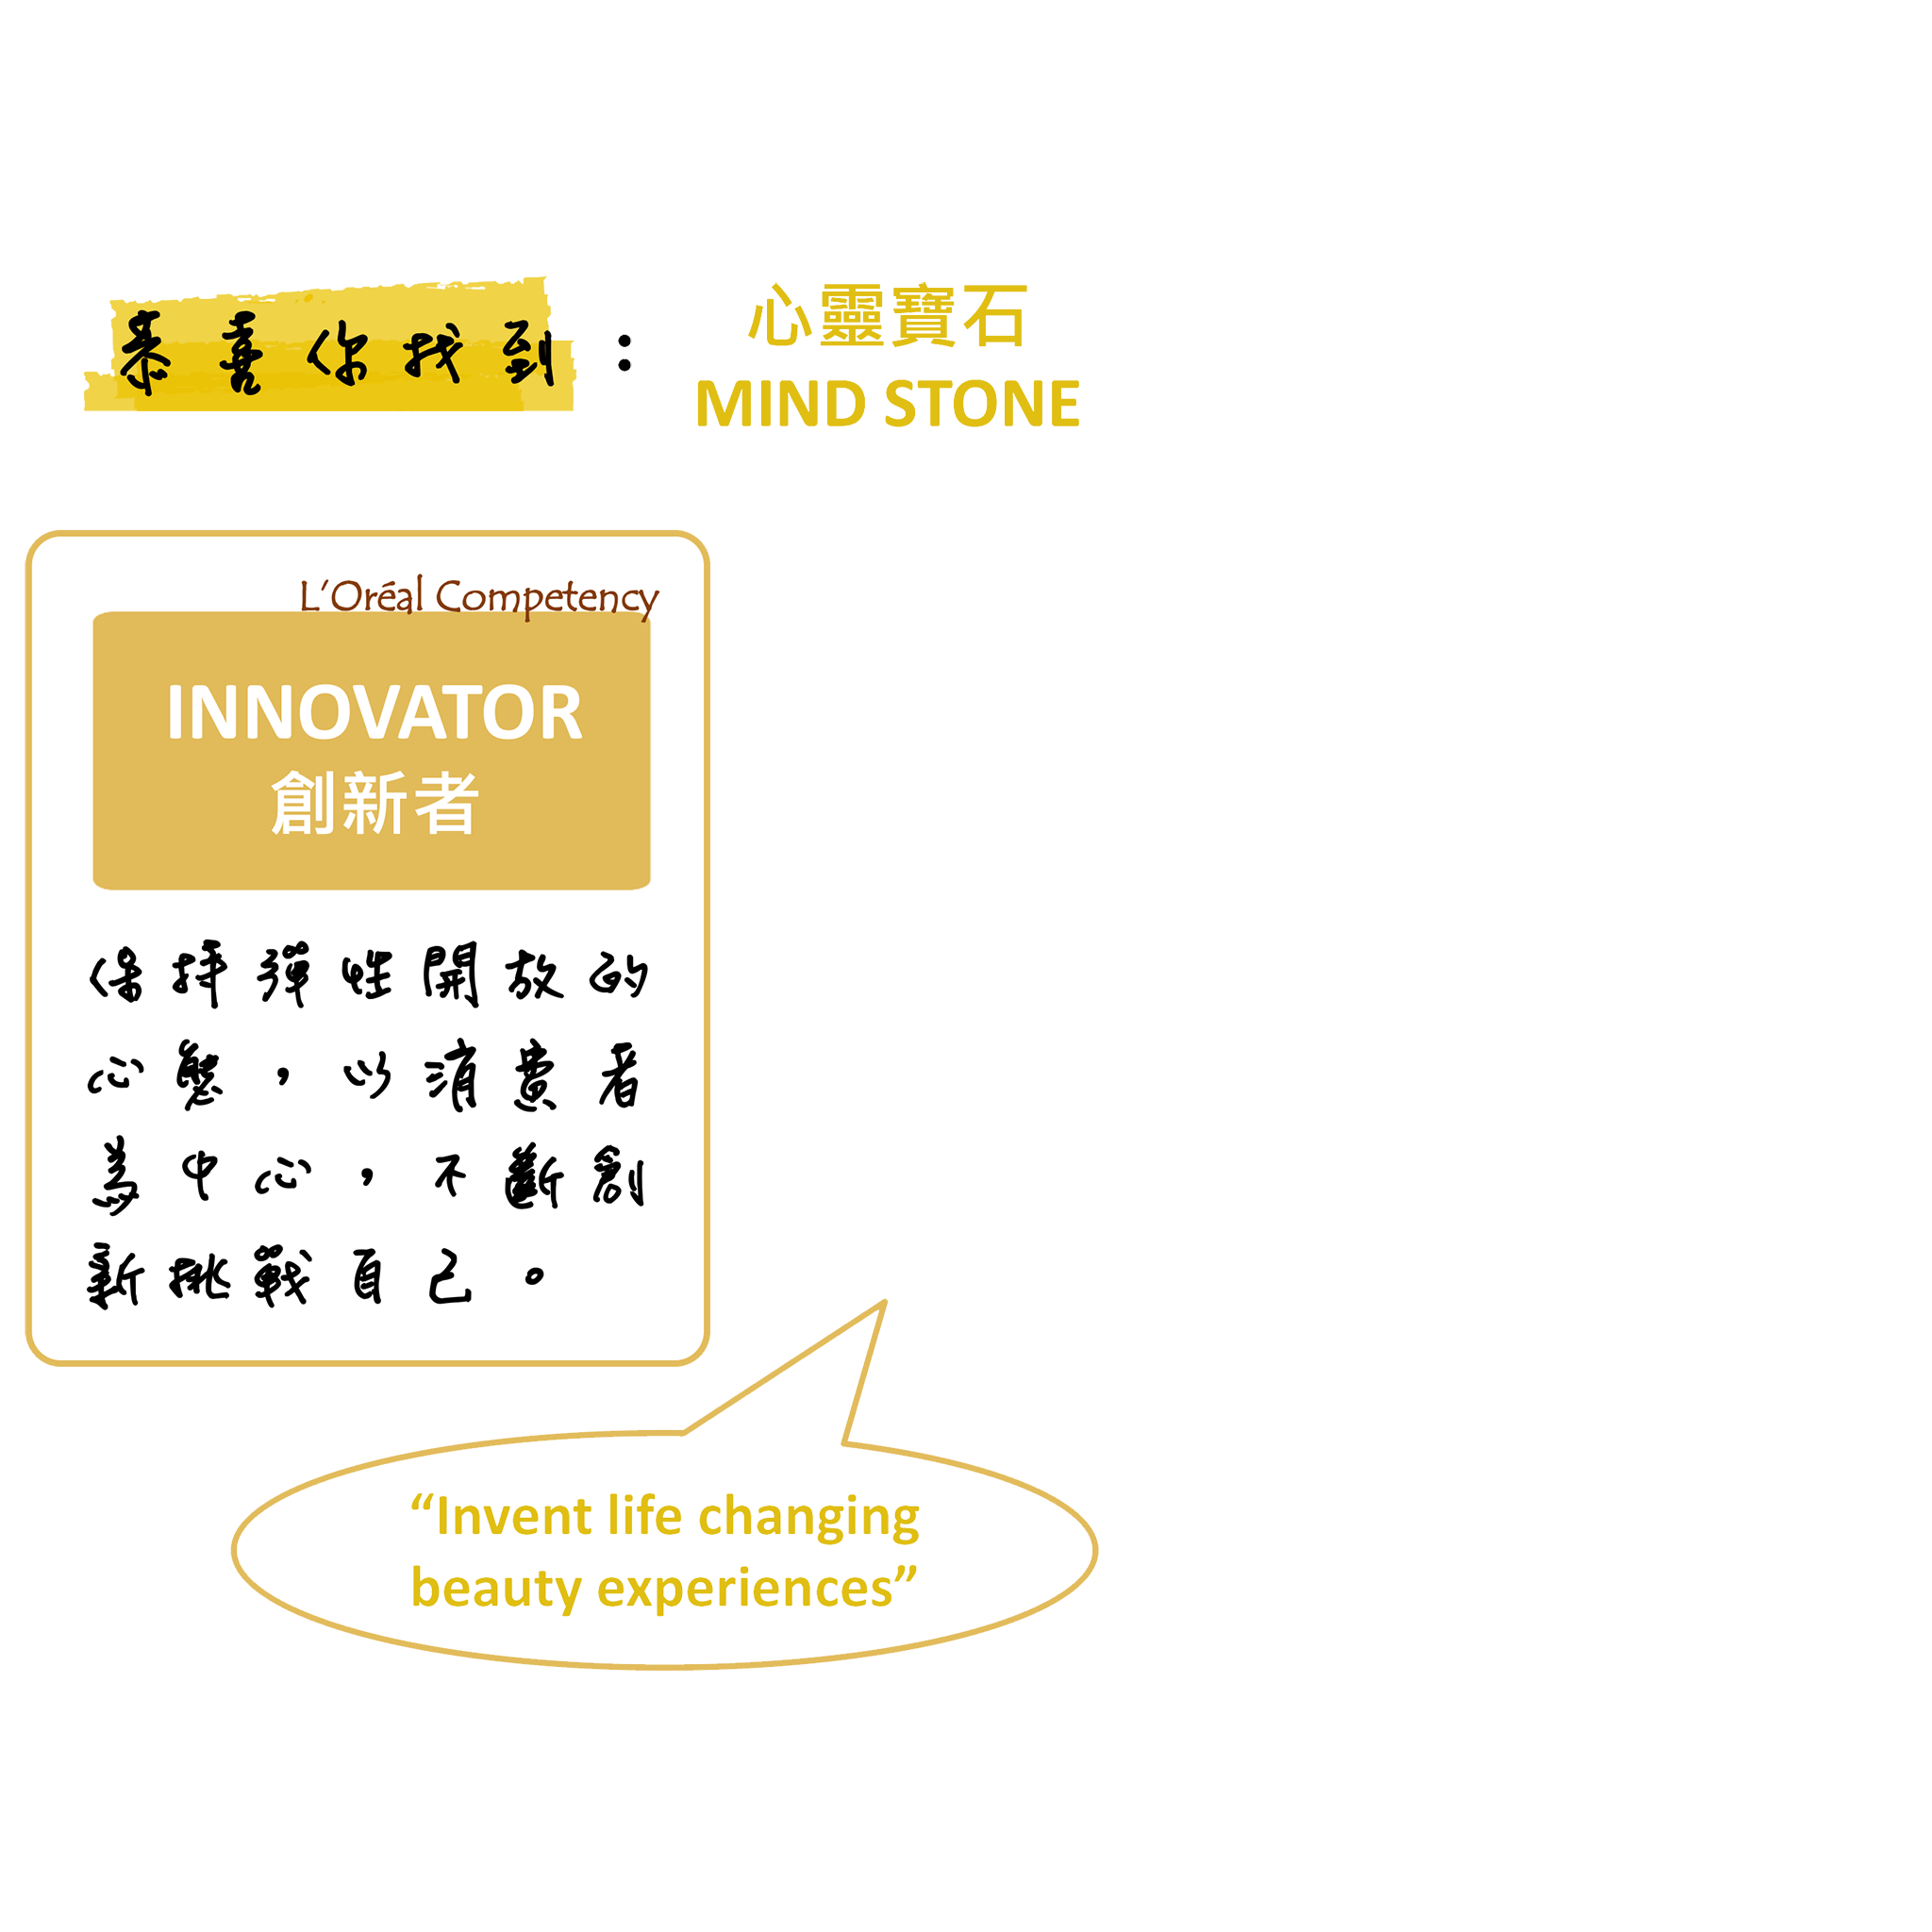 恭喜你找到：
心靈寶石
MIND STONE
L'Oréal Competency
INNOVATOR
創新者
保持彈性開放的
心態，以消費者
為中心，不斷創
新挑戰自己。
“Invent life changing
beauty experiences”